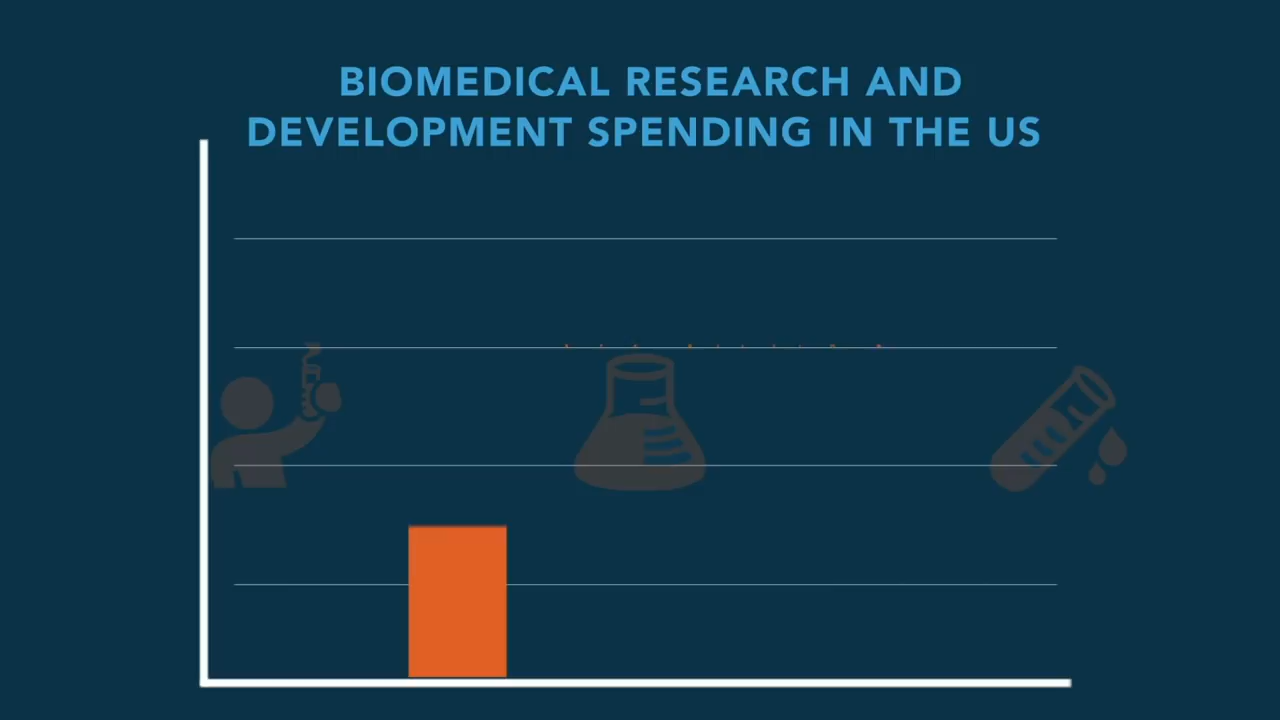 BIOMEDICAL RESEARCH AND
DEVELOPMENT SPENDING IN THE US